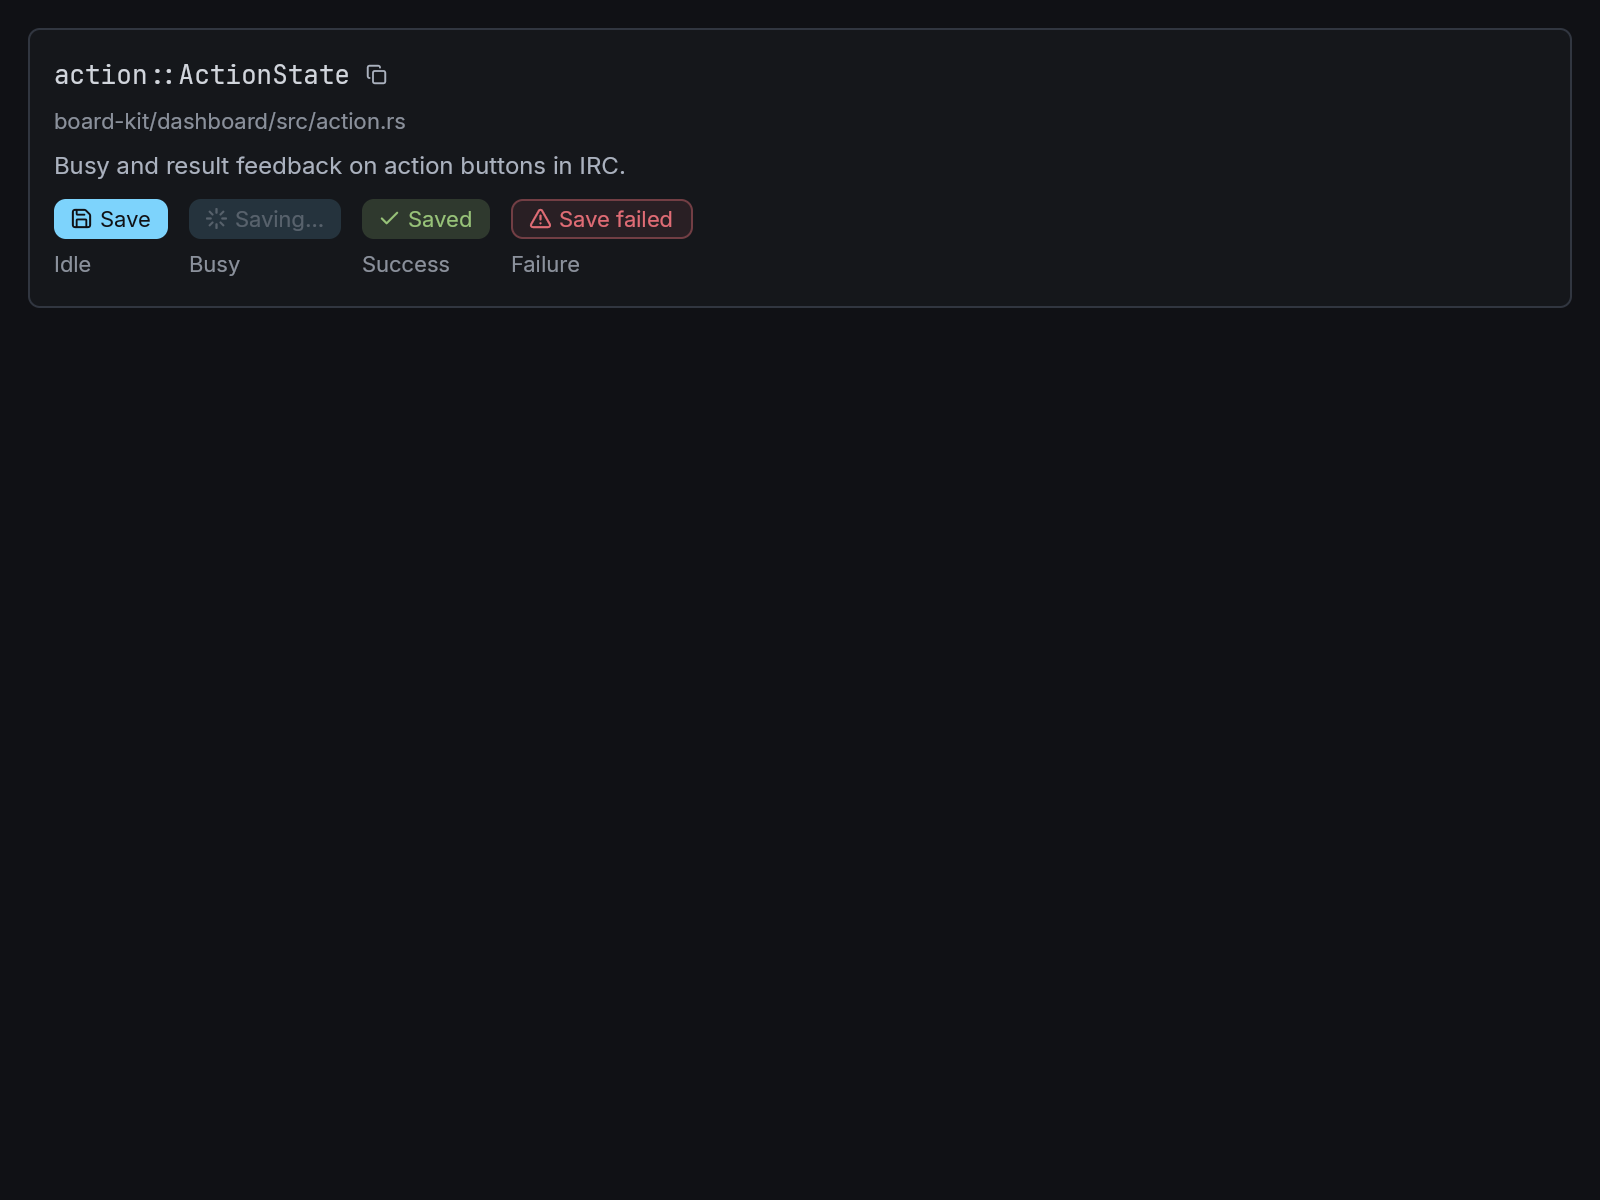 action::ActionState
board-kit/dashboard/src/action.rs
Busy and result feedback on action buttons in IRC.
Save Saving... Saved Save failed
Idle Busy Success Failure